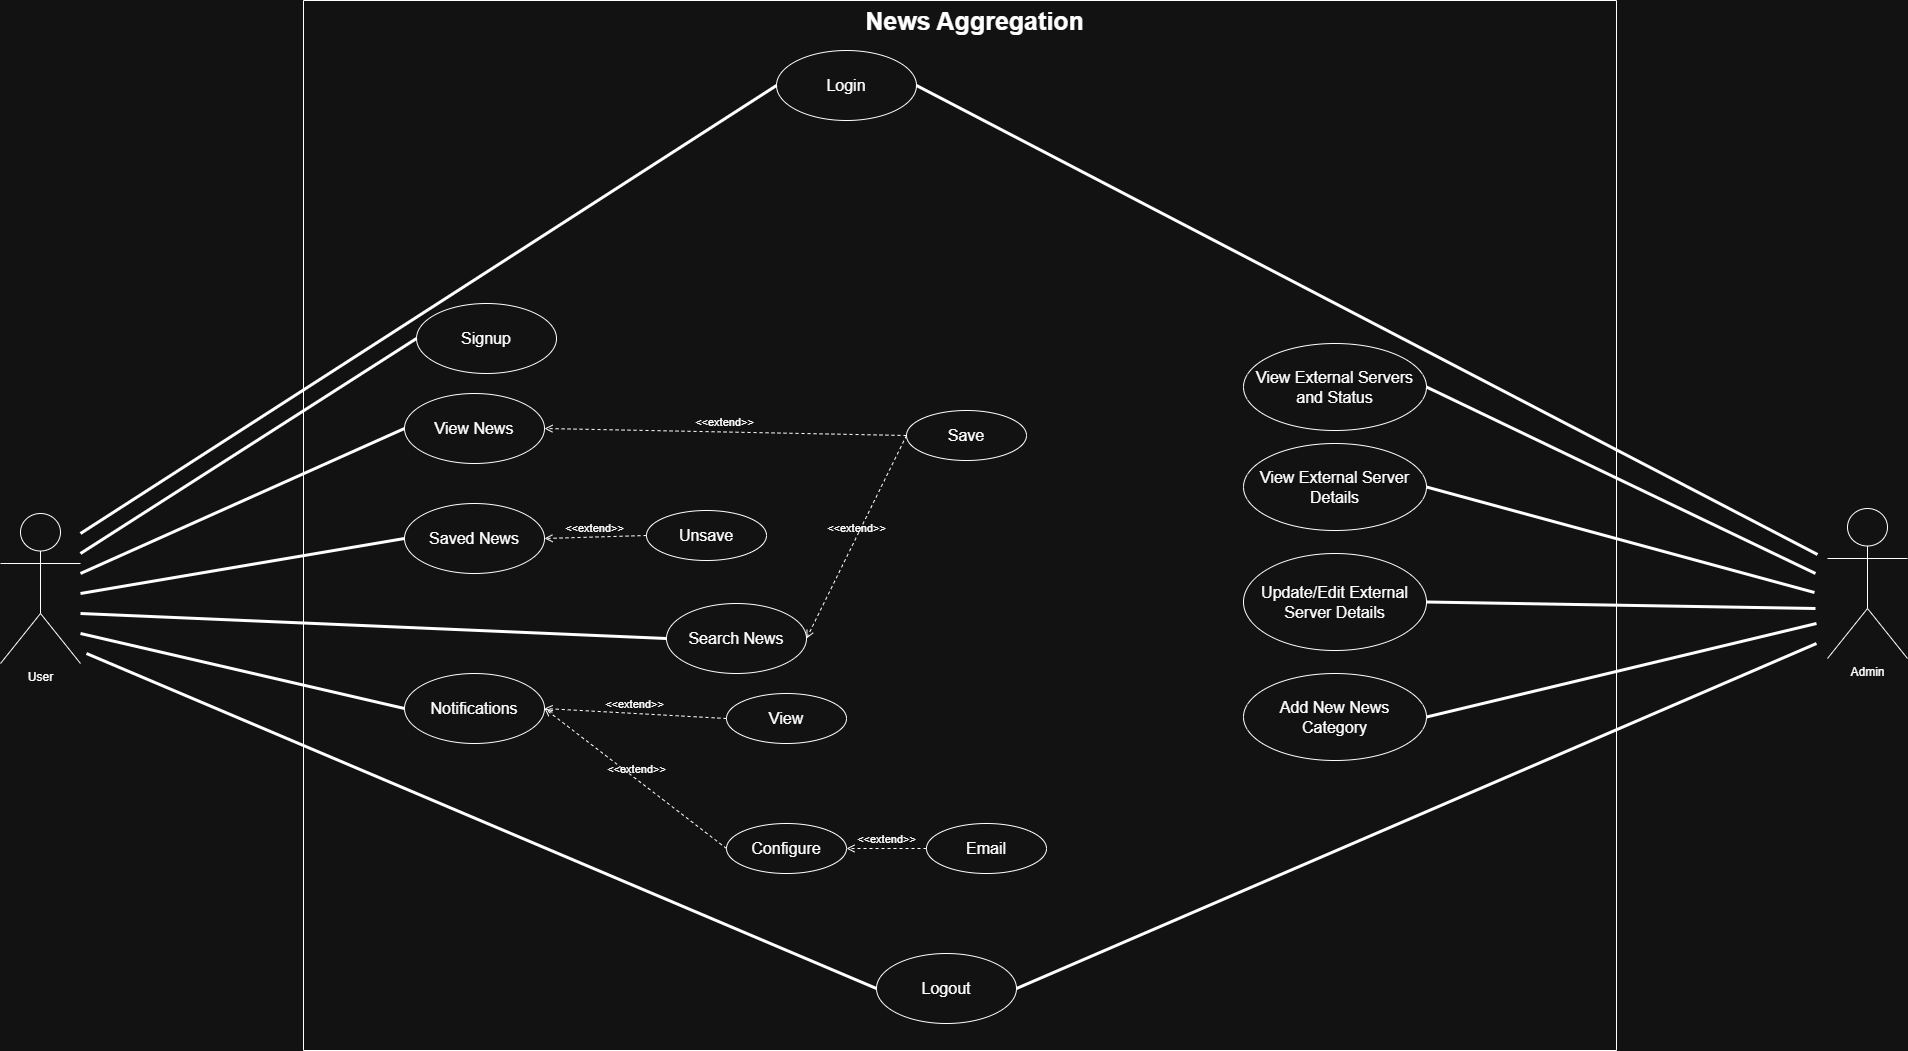 News Aggregation
Login
Signup
View News
<<extend>>
Save
Saved News
<<extend>>
Unsave
<<extend>>
Search News
Notifications
<<extend>>
View
<<extend>>
Configure
<<extend>>
Email
Logout
View External Servers
and Status
View External Server
Details
Update/Edit External
Server Details
Add New News
Category
User
Admin